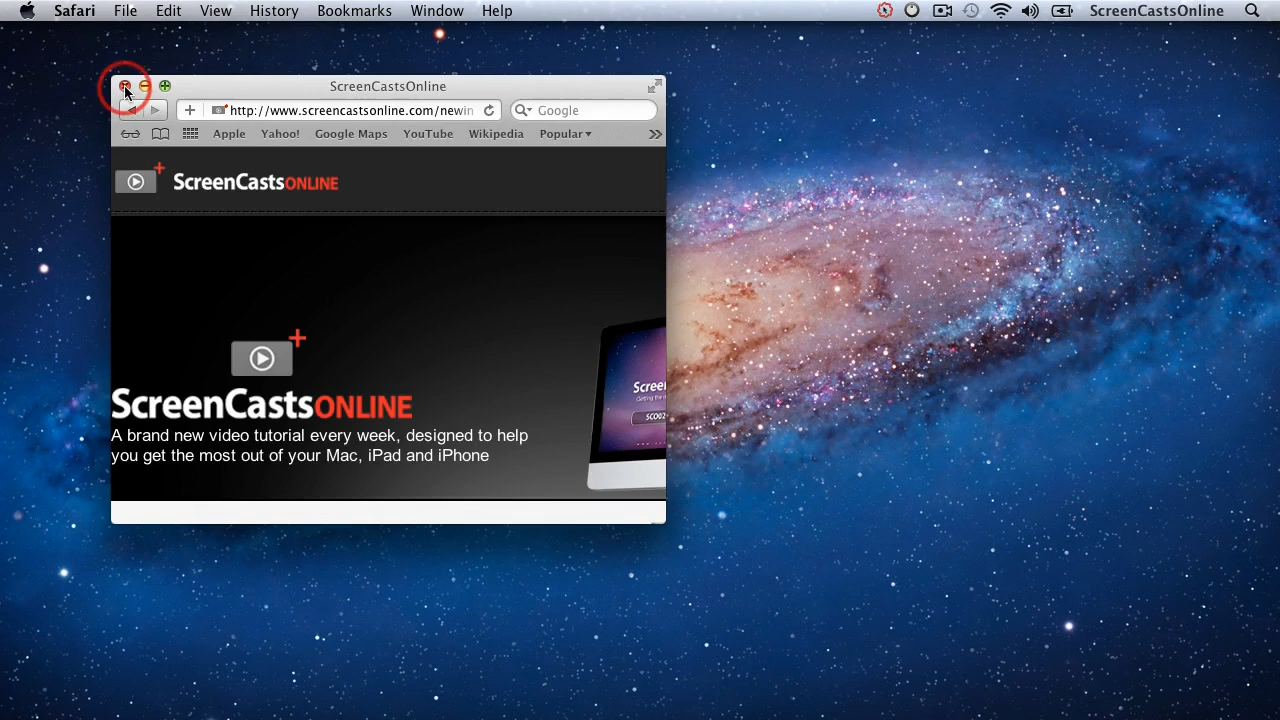 Safari File Edit View History Bookmarks Window Help ScreenCastsOnline
ScreenCastsOnline
http://www.screencastsonline.com/newin Google
Apple Yahoo! Google Maps YouTube Wikipedia Popular
ScreenCastsONLINE
ScreenCastsONLINE
A brand new video tutorial every week, designed to help
you get the most out of your Mac, iPad and iPhone
Scree
SCO02